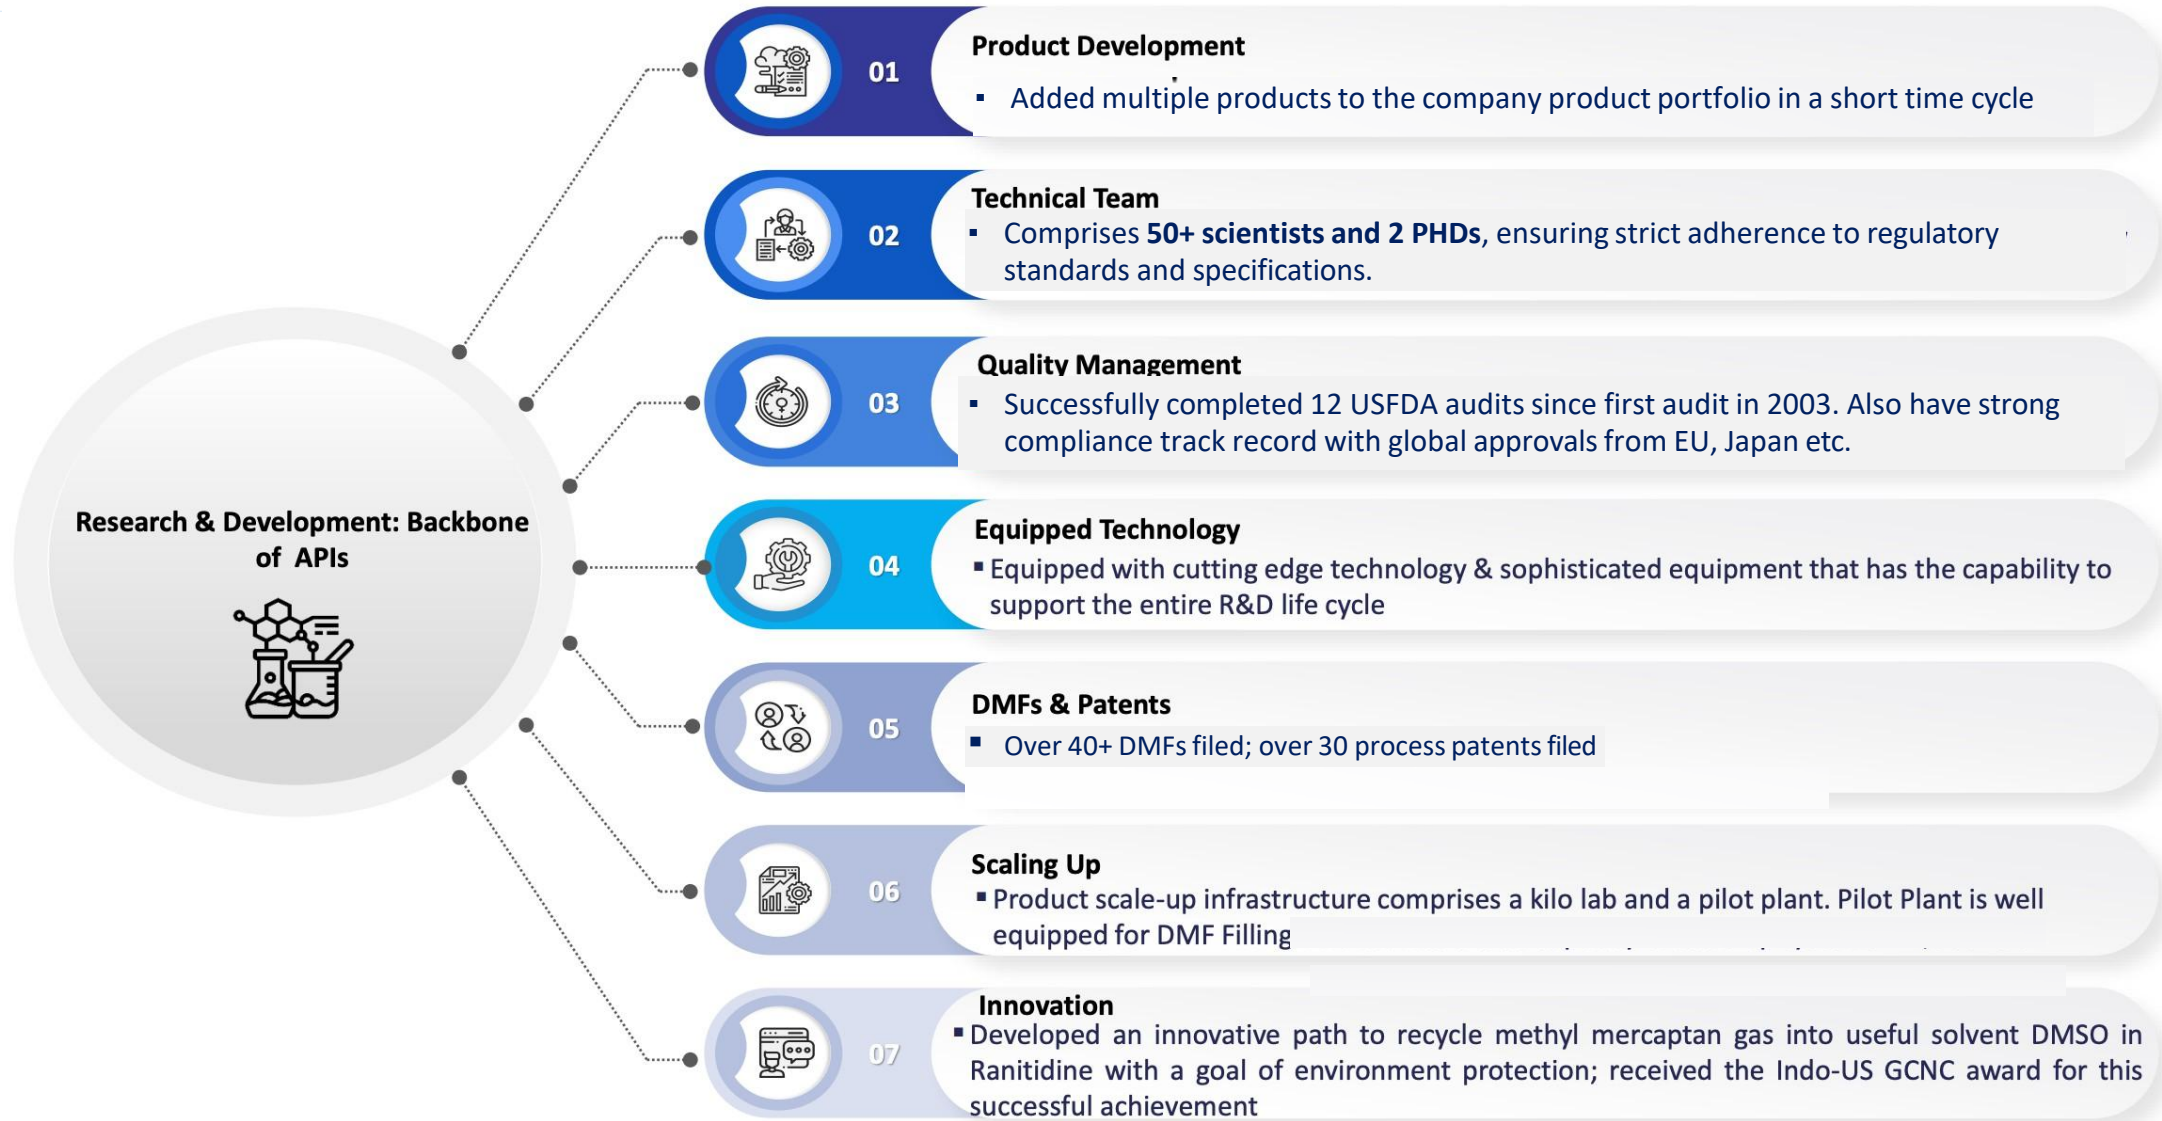 Research & Development: Backbone
of APIs
01
Product Development
▪ Added multiple products to the company product portfolio in a short time cycle
02
Technical Team
▪ Comprises 50+ scientists and 2 PHDs, ensuring strict adherence to regulatory
standards and specifications.
03
Quality Management
▪ Successfully completed 12 USFDA audits since first audit in 2003. Also have strong
compliance track record with global approvals from EU, Japan etc.
04
Equipped Technology
▪ Equipped with cutting edge technology & sophisticated equipment that has the capability to
support the entire R&D life cycle
05
DMFs & Patents
▪ Over 40+ DMFs filed; over 30 process patents filed
06
Scaling Up
▪ Product scale-up infrastructure comprises a kilo lab and a pilot plant. Pilot Plant is well
equipped for DMF Filling
07
Innovation
▪ Developed an innovative path to recycle methyl mercaptan gas into useful solvent DMSO in
Ranitidine with a goal of environment protection; received the Indo-US GCNC award for this
successful achievement